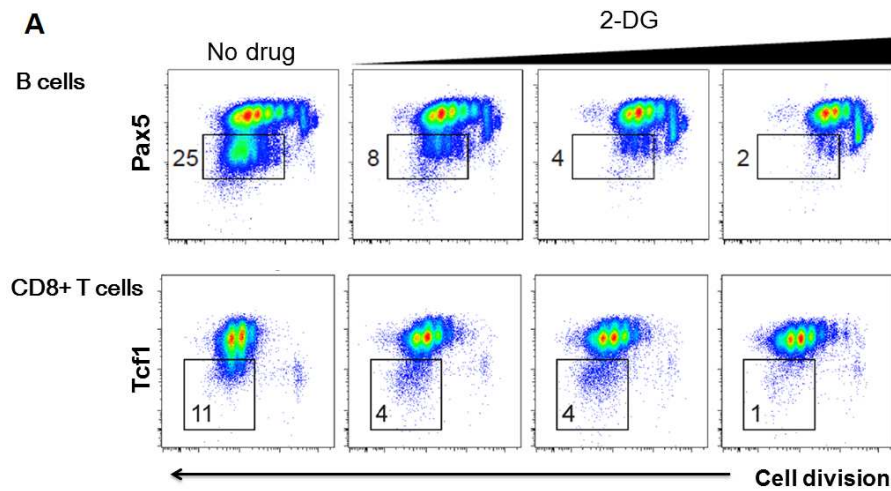 A
2-DG
No drug
B cells
Pax5
25
8
4
2
CD8+ T cells
Tcf1
11
4
4
1
Cell division